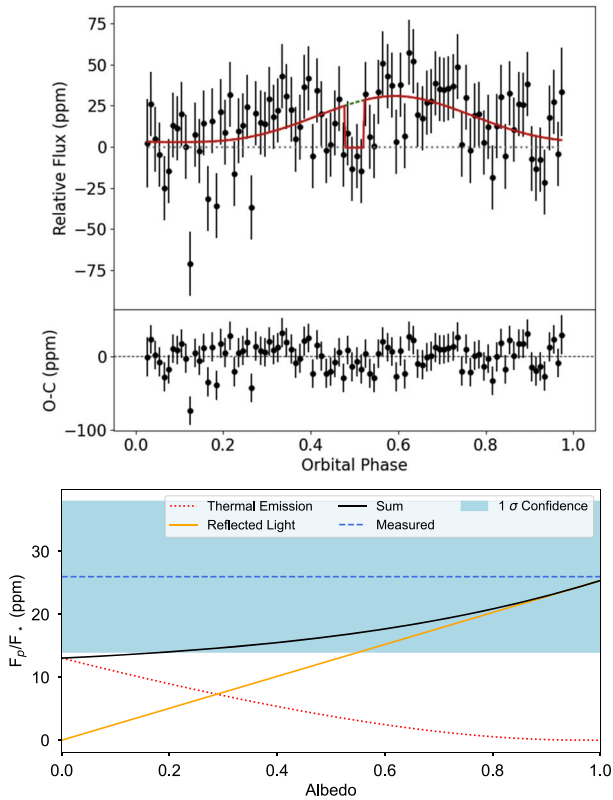 75
50
25
0
−25
−50
−75
Relative Flux (ppm)
0
−100
O-C (ppm)
0.0 0.2 0.4 0.6 0.8 1.0
Orbital Phase
Thermal Emission Sum 1 σ Confidence
Reflected Light Measured
30
20
10
0
F_p/F_⋆ (ppm)
0.0 0.2 0.4 0.6 0.8 1.0
Albedo